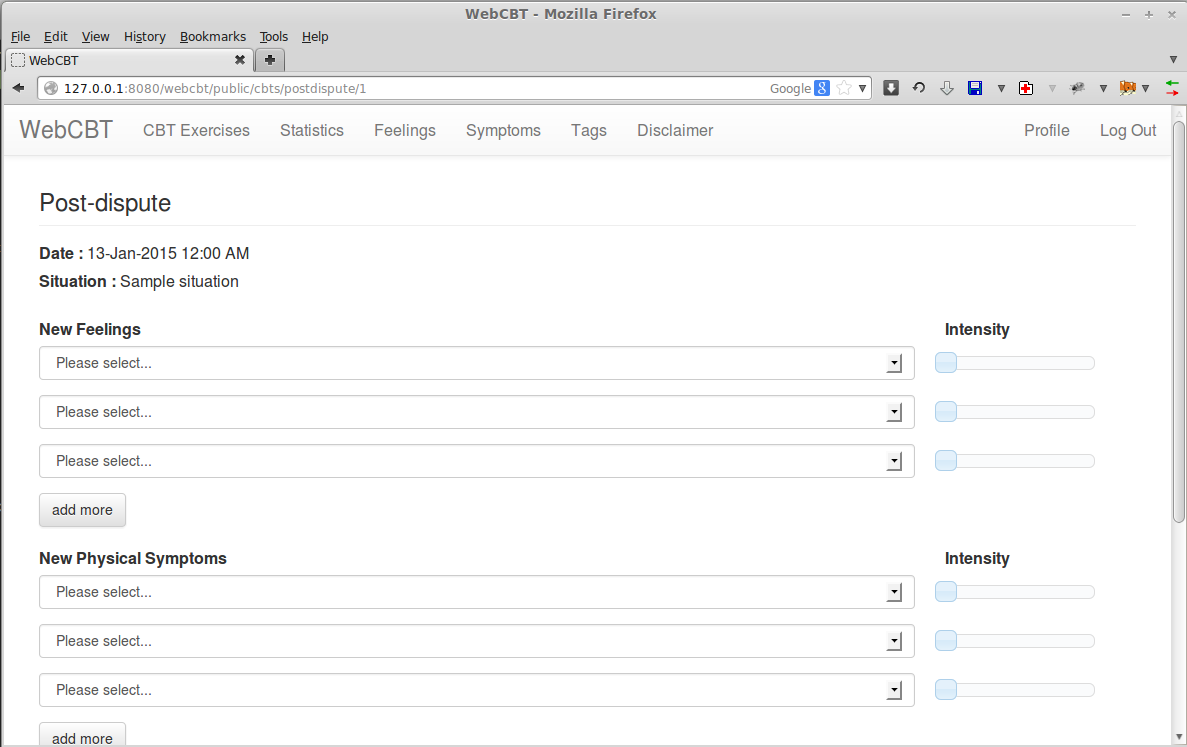 WebCBT - Mozilla Firefox
File Edit View History Bookmarks Tools Help
WebCBT
127.0.0.1:8080/webcbt/public/cbts/postdispute/1 Google 8
WebCBT CBT Exercises Statistics Feelings Symptoms Tags Disclaimer Profile Log Out
Post-dispute
Date : 13-Jan-2015 12:00 AM
Situation : Sample situation
New Feelings Intensity
Please select...
Please select...
Please select...
add more
New Physical Symptoms Intensity
Please select...
Please select...
Please select...
add more